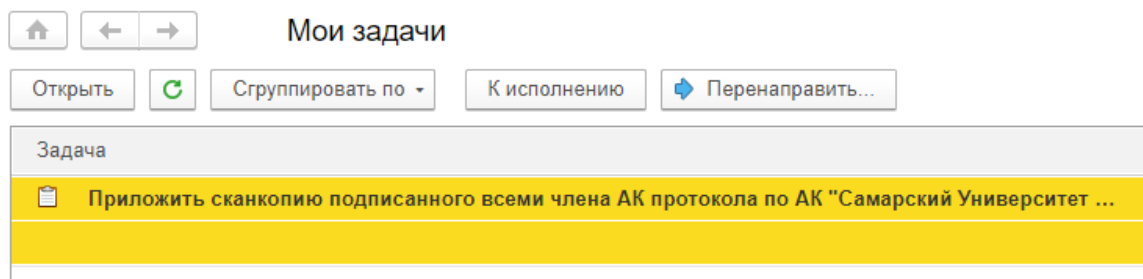 Мои задачи
Открыть Сгруппировать по К исполнению Перенаправить...
Задача
Приложить сканкопию подписанного всеми члена АК протокола по АК "Самарский Университет ...